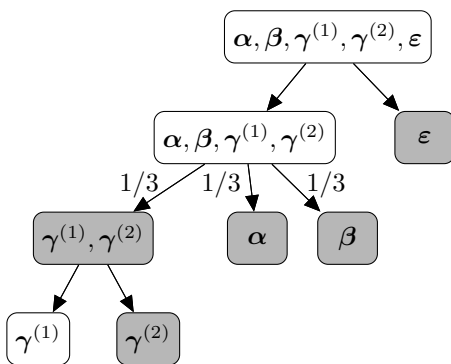 α, β, γ⁽¹⁾, γ⁽²⁾, ε
α, β, γ⁽¹⁾, γ⁽²⁾
ε
1/3 1/3 1/3
γ⁽¹⁾, γ⁽²⁾
α
β
γ⁽¹⁾
γ⁽²⁾